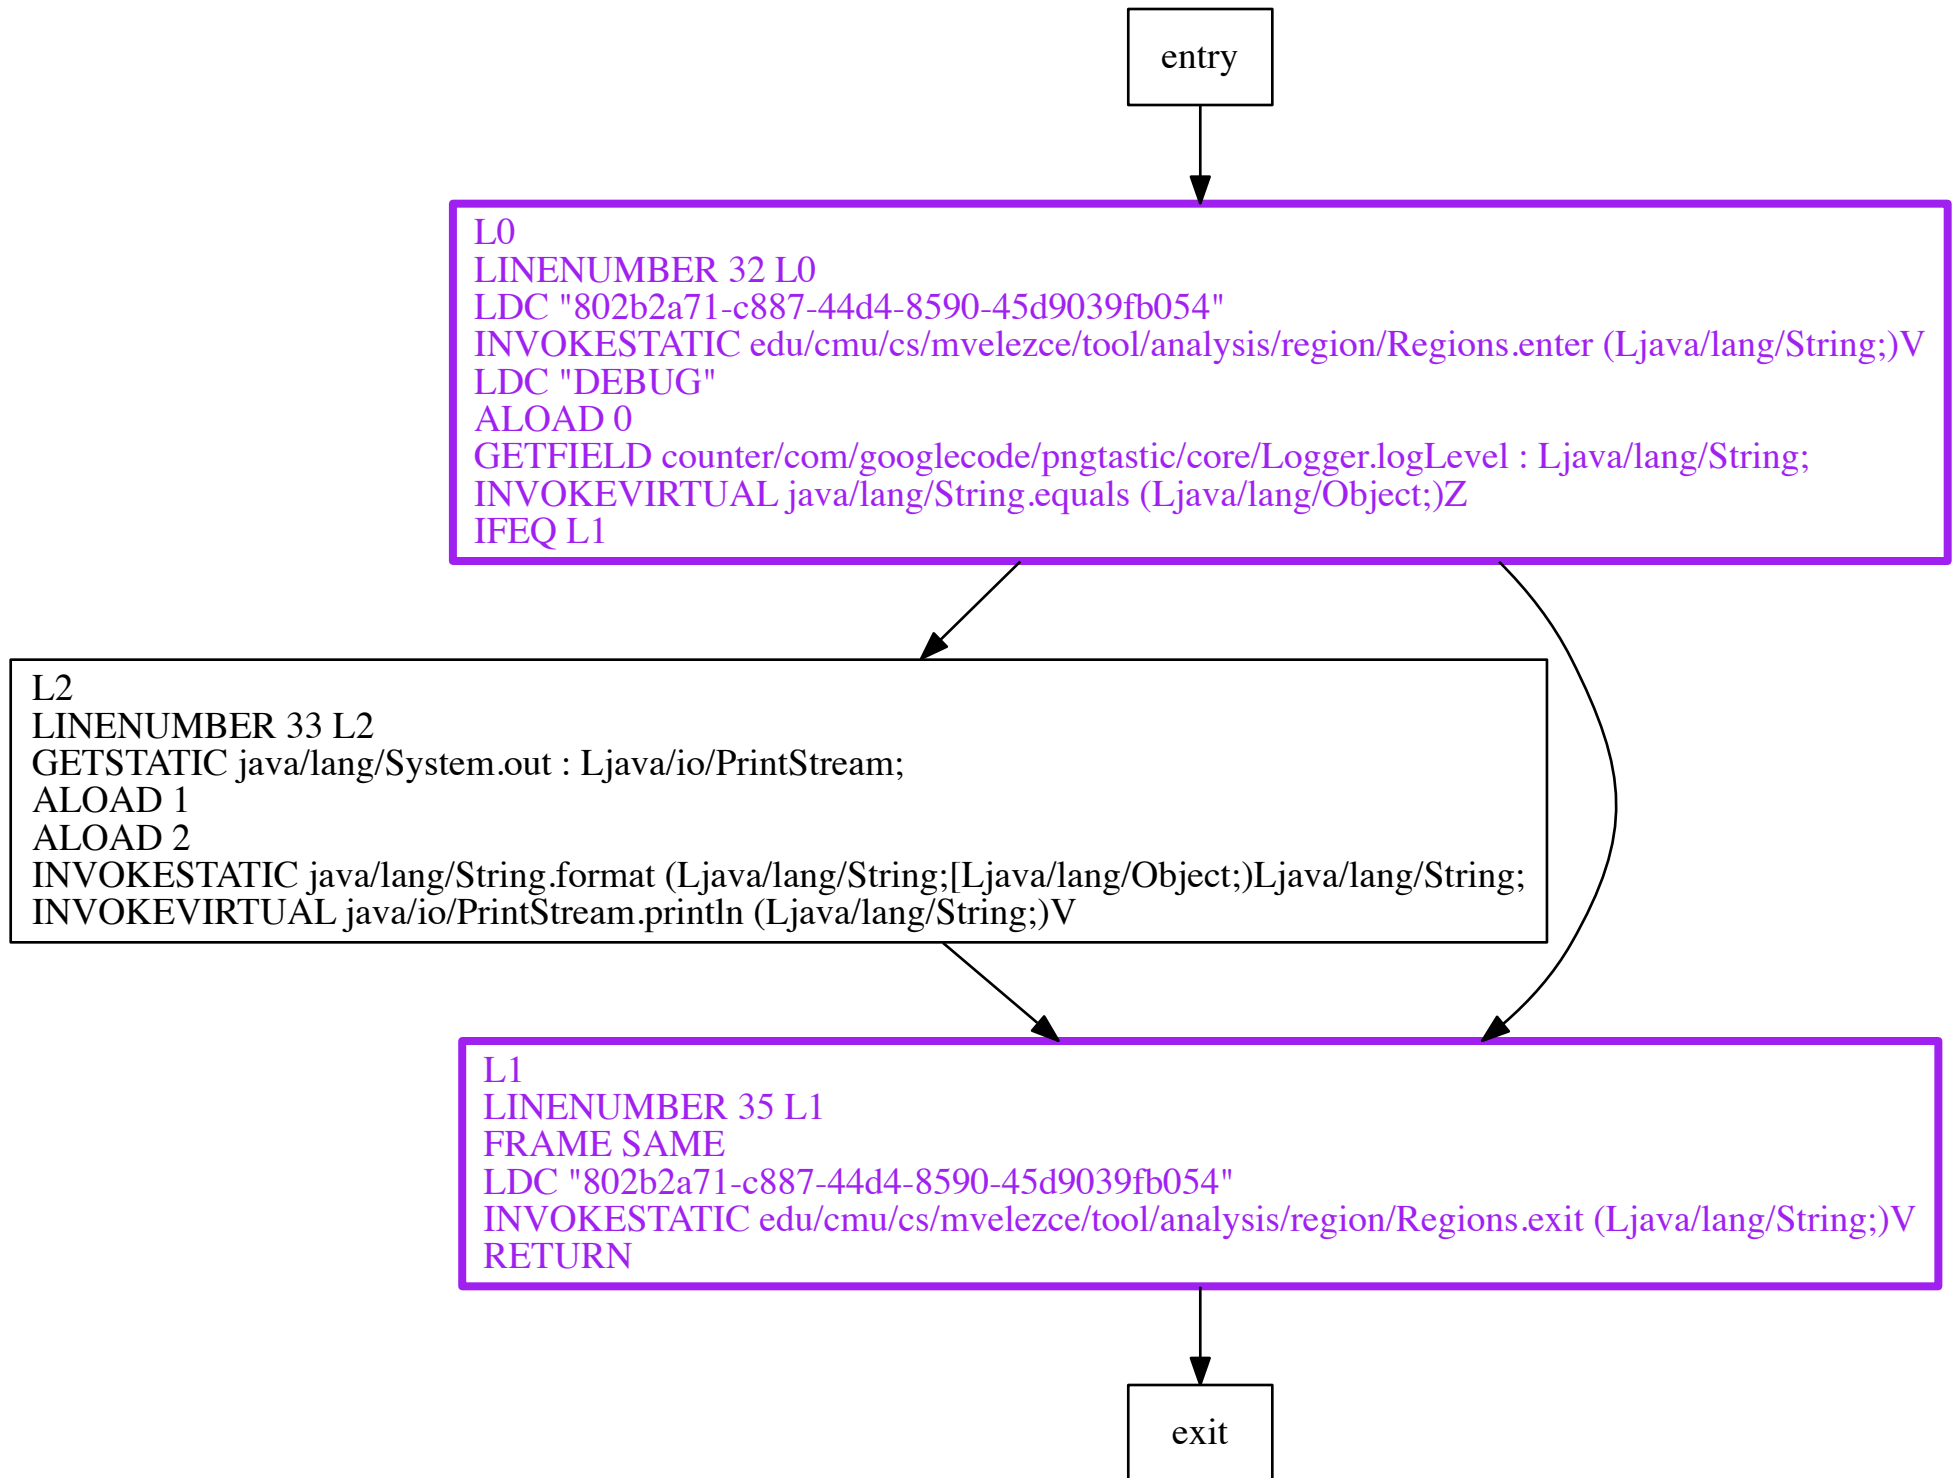 entry
L0
LINENUMBER 32 L0
LDC "802b2a71-c887-44d4-8590-45d9039fb054"
INVOKESTATIC edu/cmu/cs/mvelezce/tool/analysis/region/Regions.enter (Ljava/lang/String;)V
LDC "DEBUG"
ALOAD 0
GETFIELD counter/com/googlecode/pngtastic/core/Logger.logLevel : Ljava/lang/String;
INVOKEVIRTUAL java/lang/String.equals (Ljava/lang/Object;)Z
IFEQ L1
L2
LINENUMBER 33 L2
GETSTATIC java/lang/System.out : Ljava/io/PrintStream;
ALOAD 1
ALOAD 2
INVOKESTATIC java/lang/String.format (Ljava/lang/String;[Ljava/lang/Object;)Ljava/lang/String;
INVOKEVIRTUAL java/io/PrintStream.println (Ljava/lang/String;)V
L1
LINENUMBER 35 L1
FRAME SAME
LDC "802b2a71-c887-44d4-8590-45d9039fb054"
INVOKESTATIC edu/cmu/cs/mvelezce/tool/analysis/region/Regions.exit (Ljava/lang/String;)V
RETURN
exit